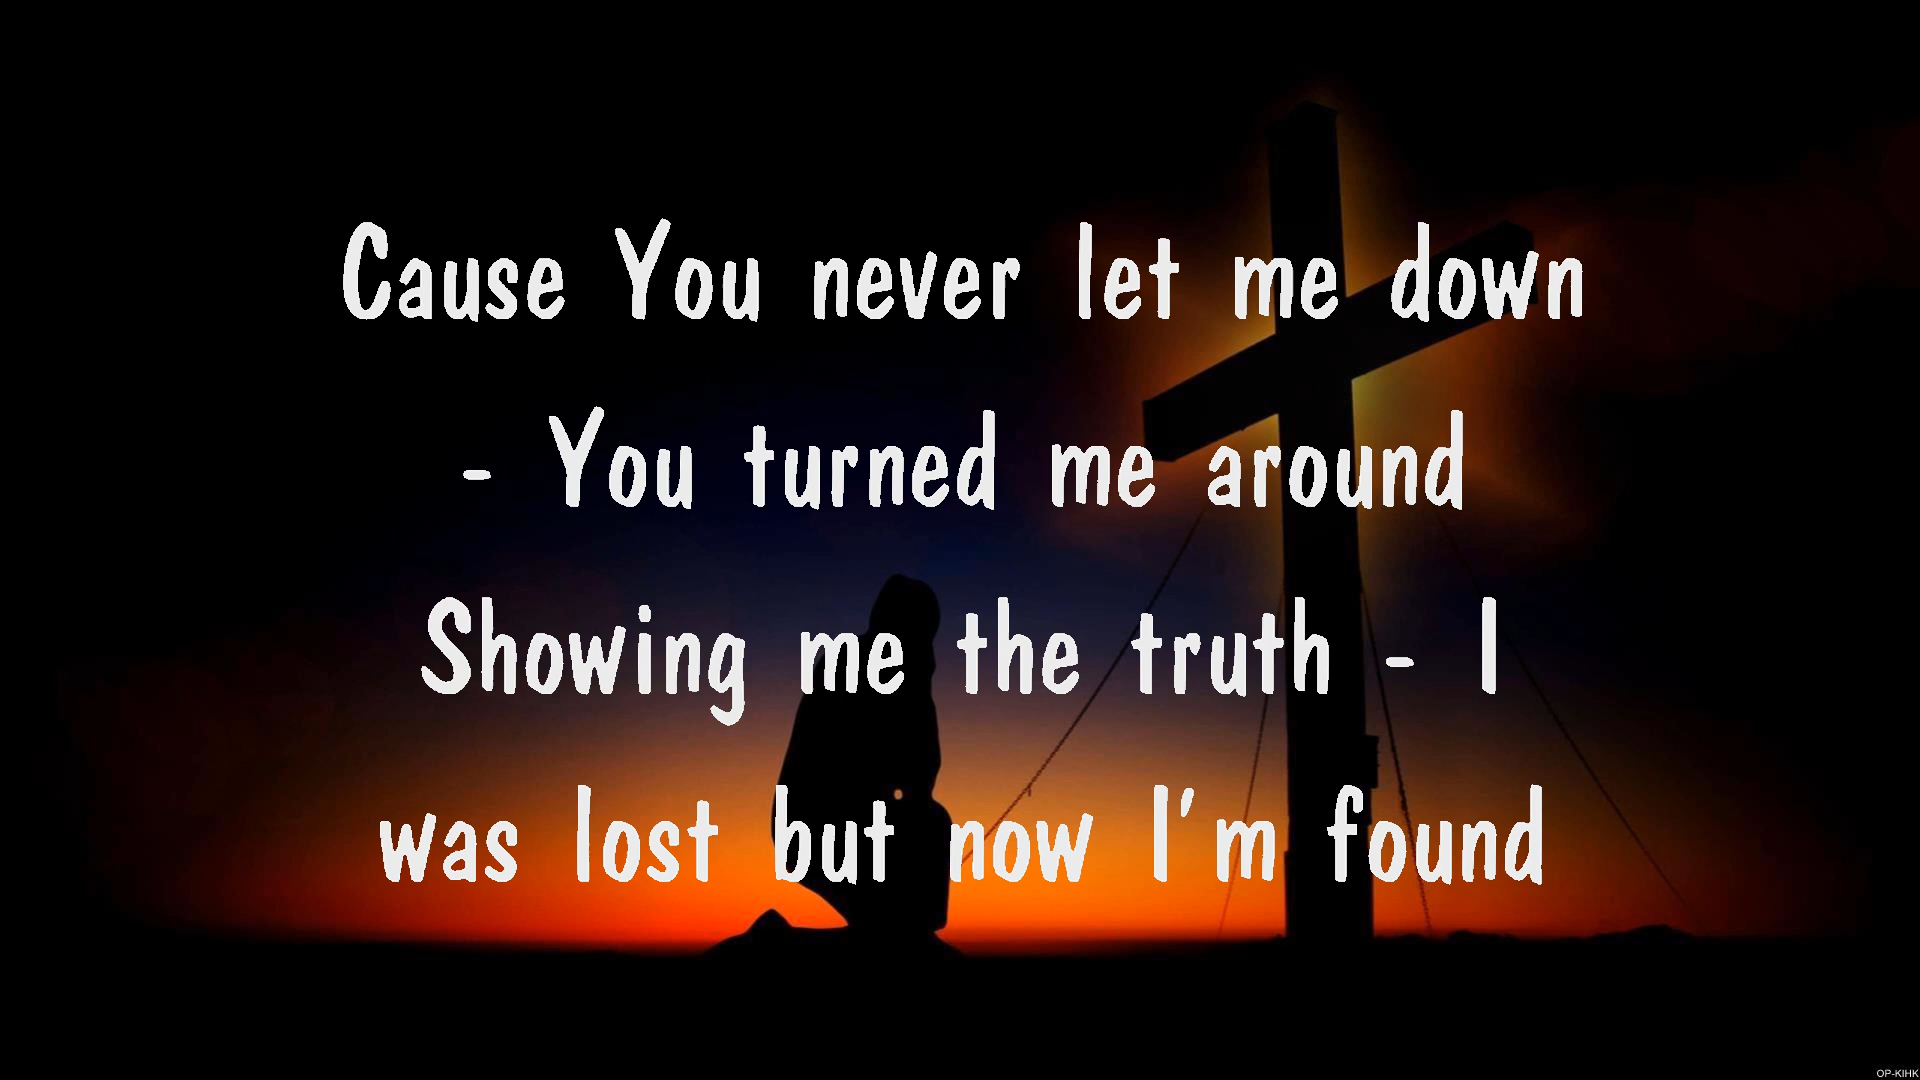 Cause You never let me down
- You turned me around
Showing me the truth - I
was lost but now I'm found
OP-KIHK